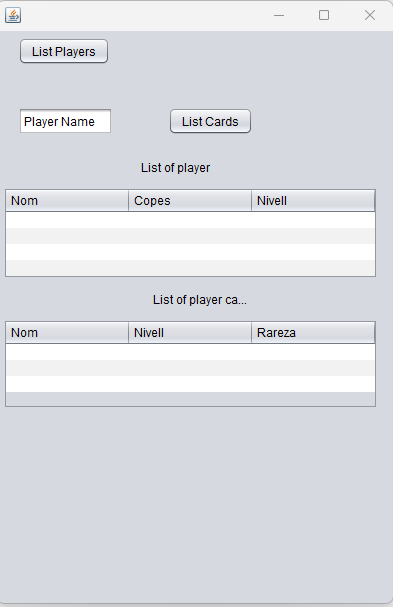 List Players
Player Name
List Cards
List of player
Nom Copes Nivell
List of player ca...
Nom Nivell Rareza